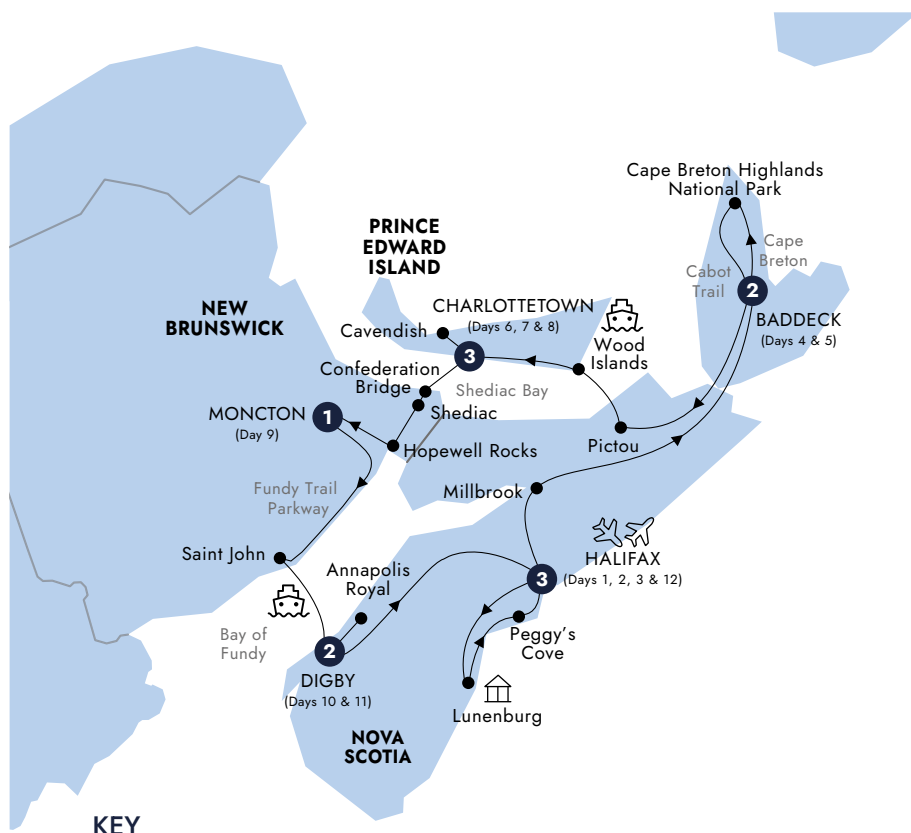 Cape Breton Highlands
National Park
Cape
Breton
Cabot
Trail
2
BADDECK
(Days 4 & 5)
PRINCE
EDWARD
ISLAND
CHARLOTTETOWN
(Days 6, 7 & 8)
Cavendish
3
Wood
Islands
NEW
BRUNSWICK
Confederation
Bridge
Shediac Bay
Shediac
MONCTON
(Day 9)
1
Hopewell Rocks
Pictou
Millbrook
Fundy Trail
Parkway
Saint John
HALIFAX
(Days 1, 2, 3 & 12)
3
Annapolis
Royal
Bay of
Fundy
2
DIGBY
(Days 10 & 11)
Peggy's
Cove
Lunenburg
NOVA
SCOTIA
KEY